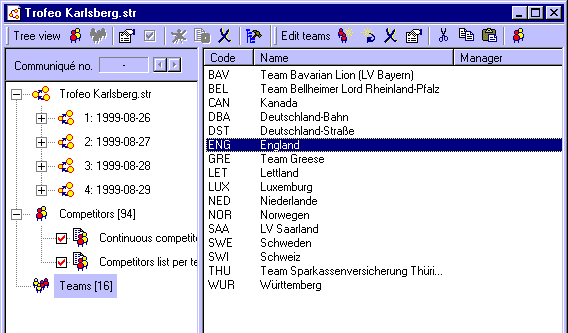 Trofeo Karlsberg.str
Tree view
Edit teams
Communiqué no. -
Code Name Manager
Trofeo Karlsberg.str
1: 1999-08-26
2: 1999-08-27
3: 1999-08-28
4: 1999-08-29
Competitors [94]
Continuous competito
Competitors list per te
Teams [16]
BAV Team Bavarian Lion (LV Bayern)
BEL Team Bellheimer Lord Rheinland-Pfalz
CAN Kanada
DBA Deutschland-Bahn
DST Deutschland-Straße
ENG England
GRE Team Greese
LET Lettland
LUX Luxemburg
NED Niederlande
NOR Norwegen
SAA LV Saarland
SWE Schweden
SWI Schweiz
THU Team Sparkassenversicherung Thüri...
WUR Württemberg